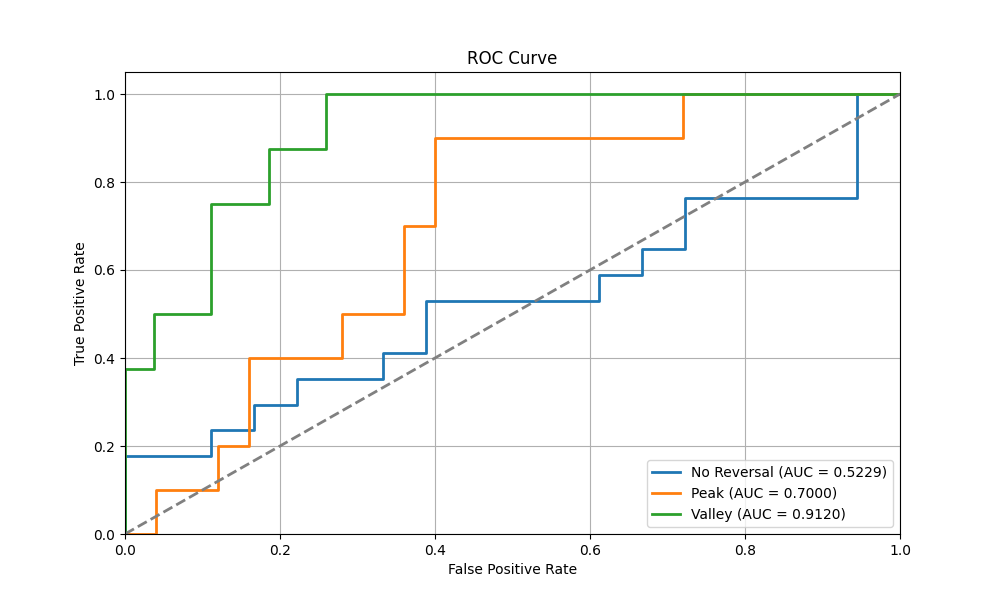 ROC Curve
True Positive Rate
1.0
0.8
0.6
0.4
0.2
0.0
0.0 0.2 0.4 0.6 0.8 1.0
False Positive Rate
No Reversal (AUC = 0.5229)
Peak (AUC = 0.7000)
Valley (AUC = 0.9120)